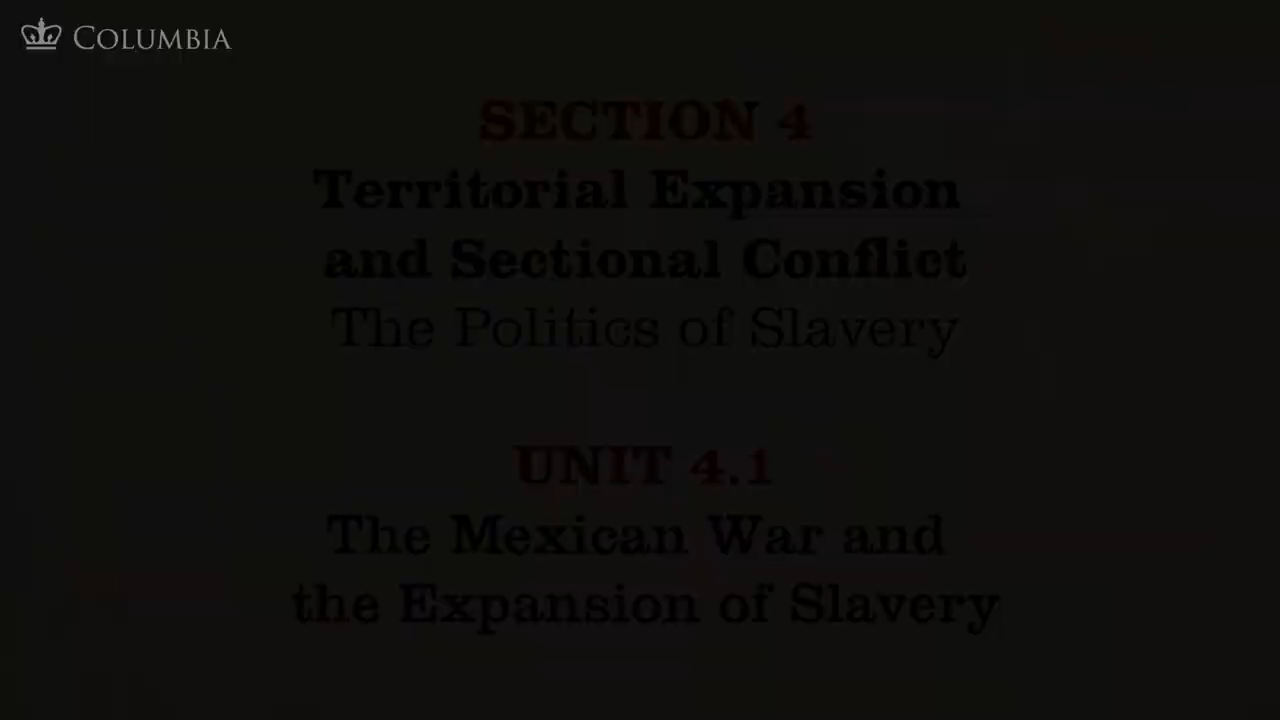 COLUMBIA
SECTION 4
Territorial Expansion
and Sectional Conflict
The Politics of Slavery
UNIT 4.1
The Mexican War and
the Expansion of Slavery